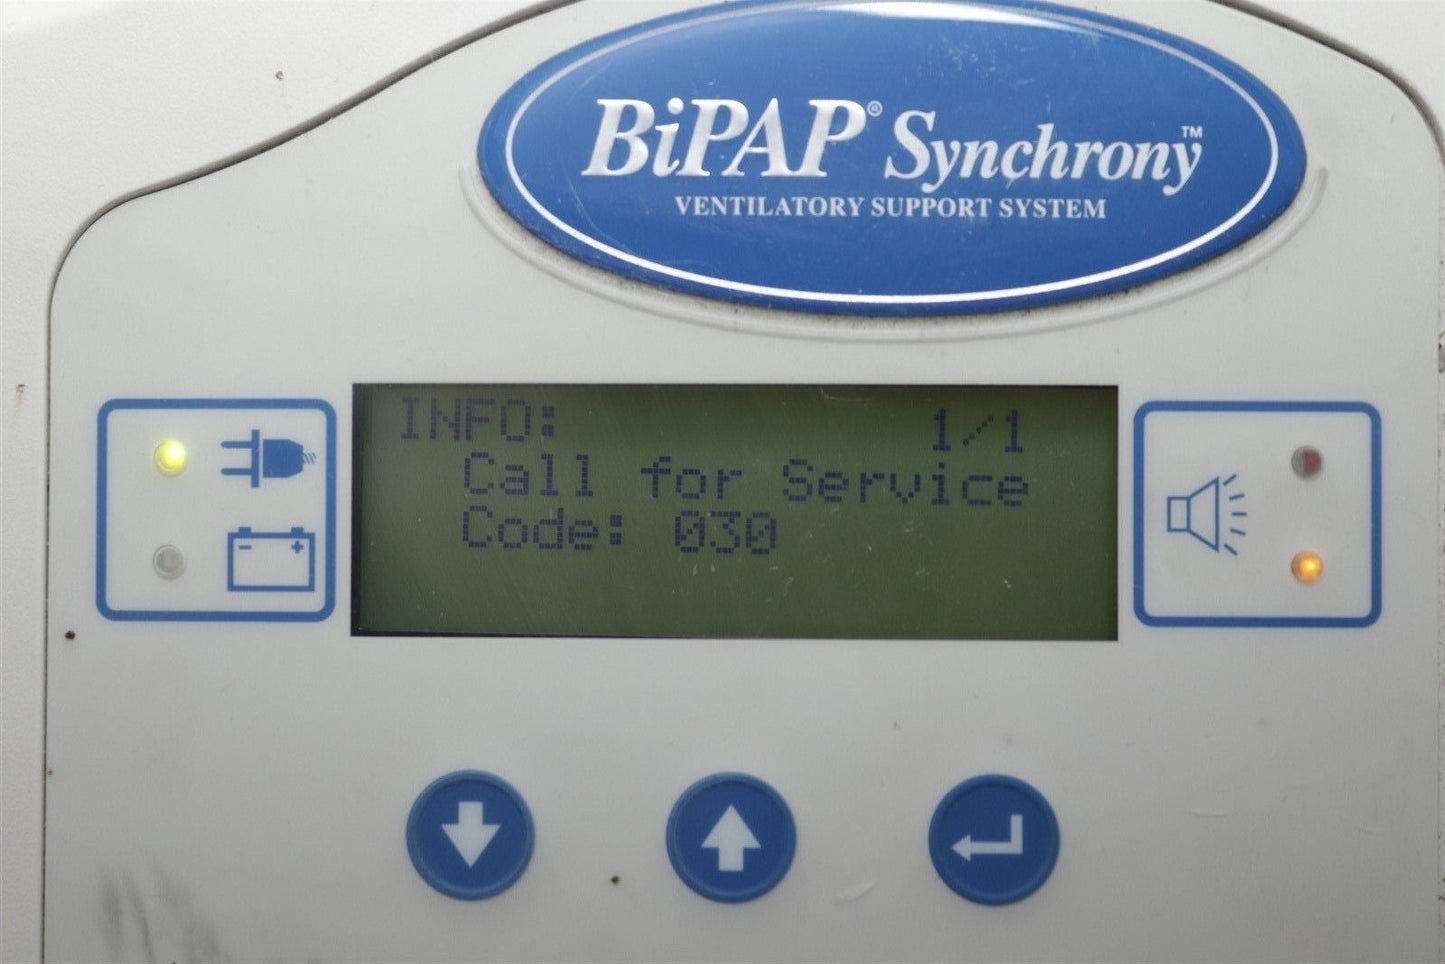 BiPAP® Synchrony™
VENTILATORY SUPPORT SYSTEM
INFO: 1/1
Call for Service
Code: 030